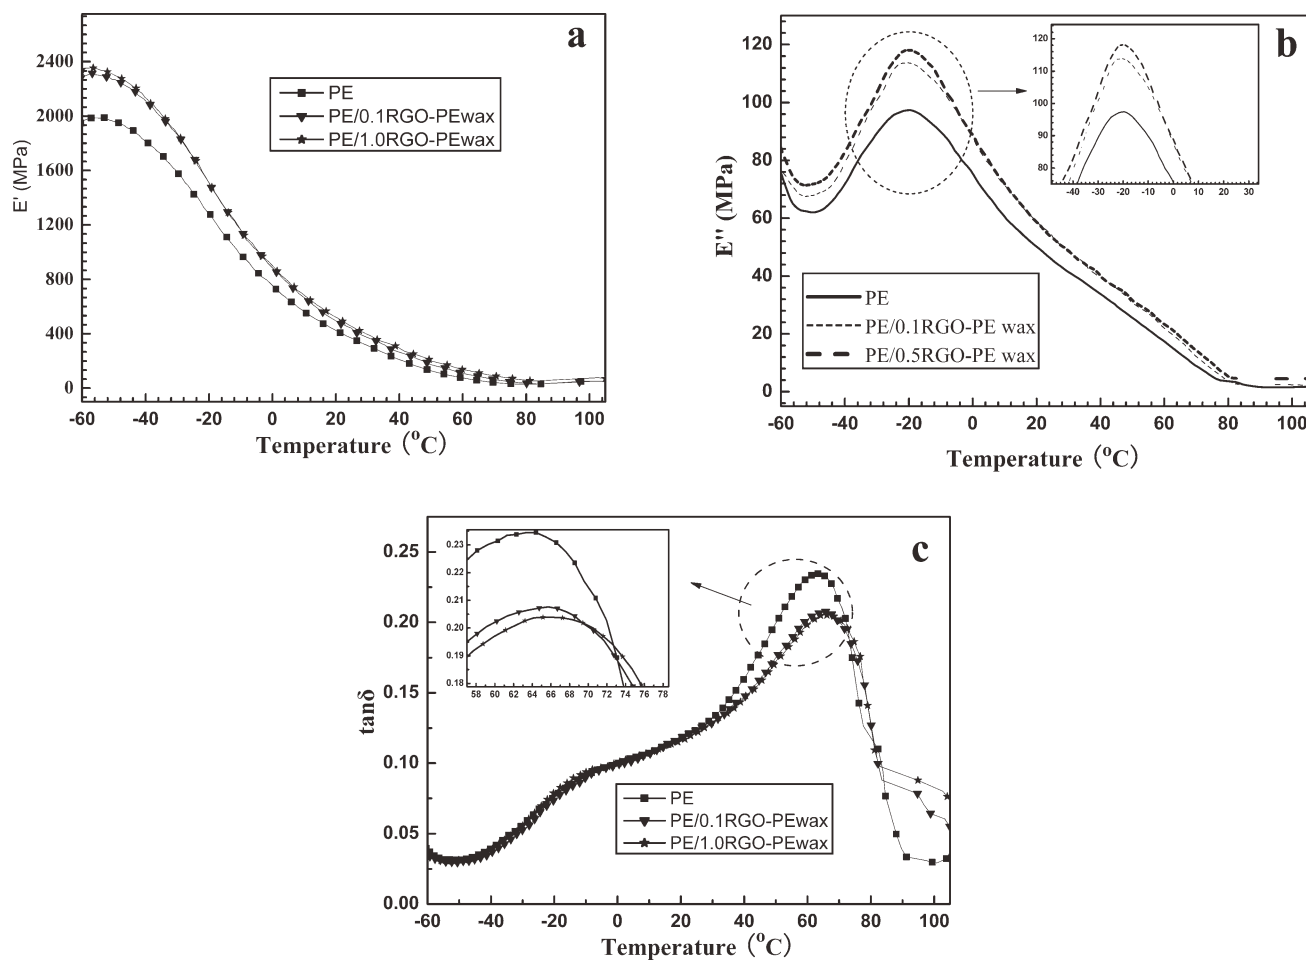 a
2400
2000
1600
1200
800
400
0
E' (MPa)
PE
PE/0.1RGO-PEwax
PE/1.0RGO-PEwax
-60 -40 -20 0 20 40 60 80 100
Temperature (°C)
b
120
100
80
60
40
20
0
E'' (MPa)
120
110
100
90
80
-40 -30 -20 -10 0 10 20 30
PE
PE/0.1RGO-PE wax
PE/0.5RGO-PE wax
-60 -40 -20 0 20 40 60 80 100
Temperature (°C)
c
0.25
0.20
0.15
0.10
0.05
0.00
tanδ
0.23
0.22
0.21
0.20
0.19
0.18
58 60 62 64 66 68 70 72 74 76 78
PE
PE/0.1RGO-PEwax
PE/1.0RGO-PEwax
-60 -40 -20 0 20 40 60 80 100
Temperature (°C)